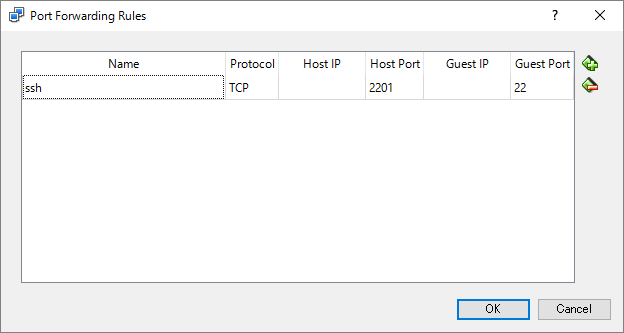 Port Forwarding Rules
?
Name Protocol Host IP Host Port Guest IP Guest Port
ssh TCP 2201 22
OK Cancel